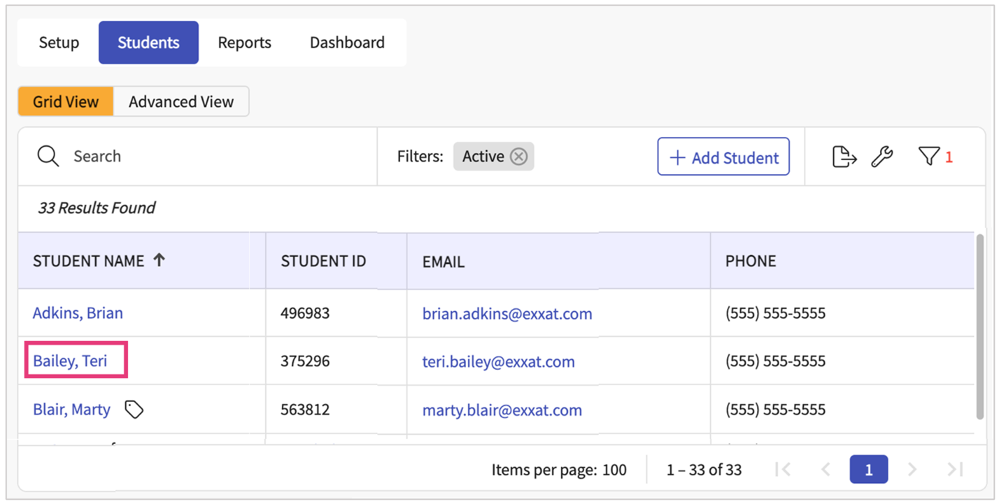 Setup Students Reports Dashboard
Grid View Advanced View
Search Filters: Active + Add Student 1
33 Results Found
STUDENT NAME ↑ STUDENT ID EMAIL PHONE
Adkins, Brian 496983 brian.adkins@exxat.com (555) 555-5555
Bailey, Teri 375296 teri.bailey@exxat.com (555) 555-5555
Blair, Marty 563812 marty.blair@exxat.com (555) 555-5555
Items per page: 100 1 – 33 of 33 1